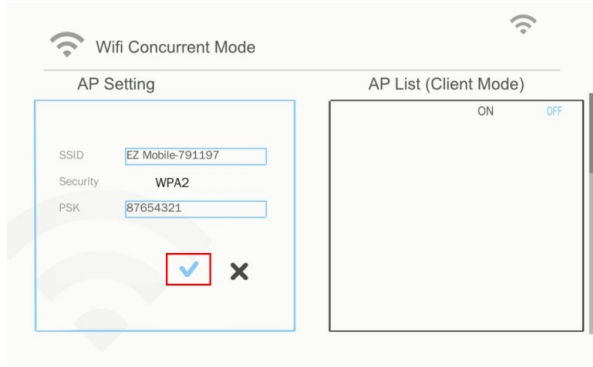 Wifi Concurrent Mode
AP Setting
AP List (Client Mode)
ON OFF
SSID EZ Mobile-791197
Security WPA2
PSK 87654321